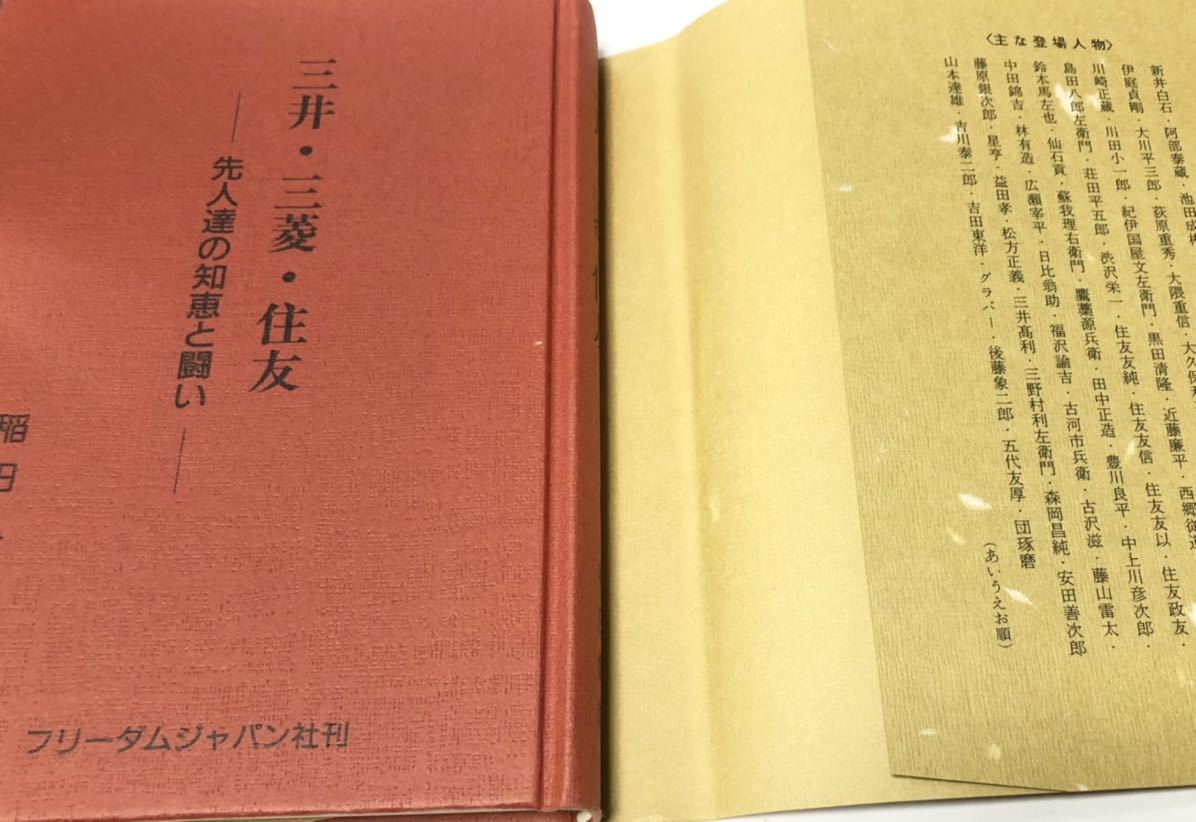 三井・三菱・住友
―先人達の知恵と闘い―
稲
フリーダムジャパン社刊
〈主な登場人物〉
新井白石・阿部泰蔵・池田成彬
伊庭貞剛・大川平三郎・荻原重秀・大隈重信・大久保利
川崎正蔵・川田小一郎・紀伊国屋文左衛門・黒田清隆・近藤廉平・西郷従道
島田八郎左衛門・荘田平五郎・渋沢栄一・住友友純・住友友信・住友友以・住友政友・
鈴木馬左也・仙石貢・蘇我理右衛門・鷹藁源兵衛・田中正造・豊川良平・中上川彦次郎・
中田錦吉・林有造・広瀬宰平・日比翁助・福沢諭吉・古河市兵衛・古沢滋・藤山雷太・
藤原銀次郎・星亨・益田孝・松方正義・三井髙利・三野村利左衛門・森岡昌純・安田善次郎
山本達雄・吉川泰二郎・吉田東洋・グラバー・後藤象二郎・五代友厚・団琢磨
（あいうえお順）